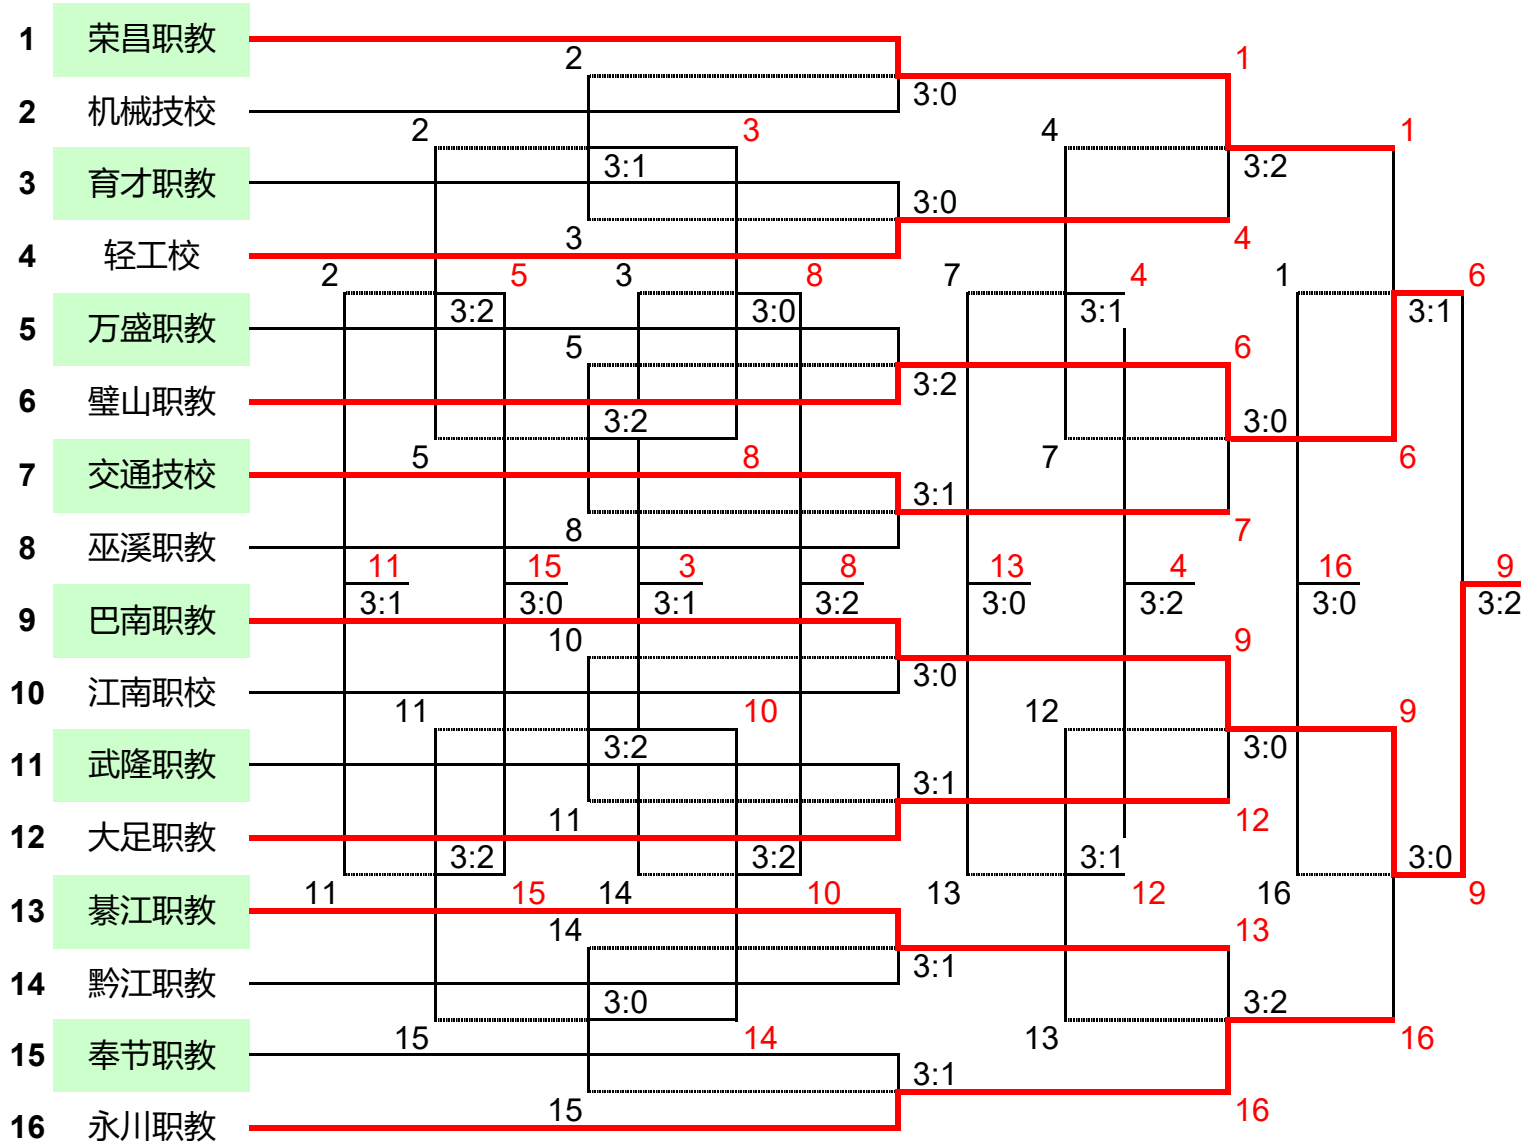 1 荣昌职教
2 1
3:0
2 机械技校
2 3 4 1
3:1 3:2
3 育才职教
3:0
3 4
4 轻工校
2 5 3 8 7 4 1 6
3:2 3:0 3:1 3:1
5 万盛职教
5 6
3:2
6 璧山职教
3:2 3:0
5 8 7 6
7 交通技校
3:1
8 7
8 巫溪职教
11 15 3 8 13 4 16 9
3:1 3:0 3:1 3:2 3:0 3:2 3:0 3:2
9 巴南职教
10 9
3:0
10 江南职校
11 10 12 9
3:2 3:0
11 武隆职教
3:1
11 12
12 大足职教
3:2 3:2 3:1 3:0
11 15 14 10 13 12 16 9
13 綦江职教
14 13
3:1
14 黔江职教
3:0 3:2
15 14 13 16
15 奉节职教
3:1
15 16
16 永川职教